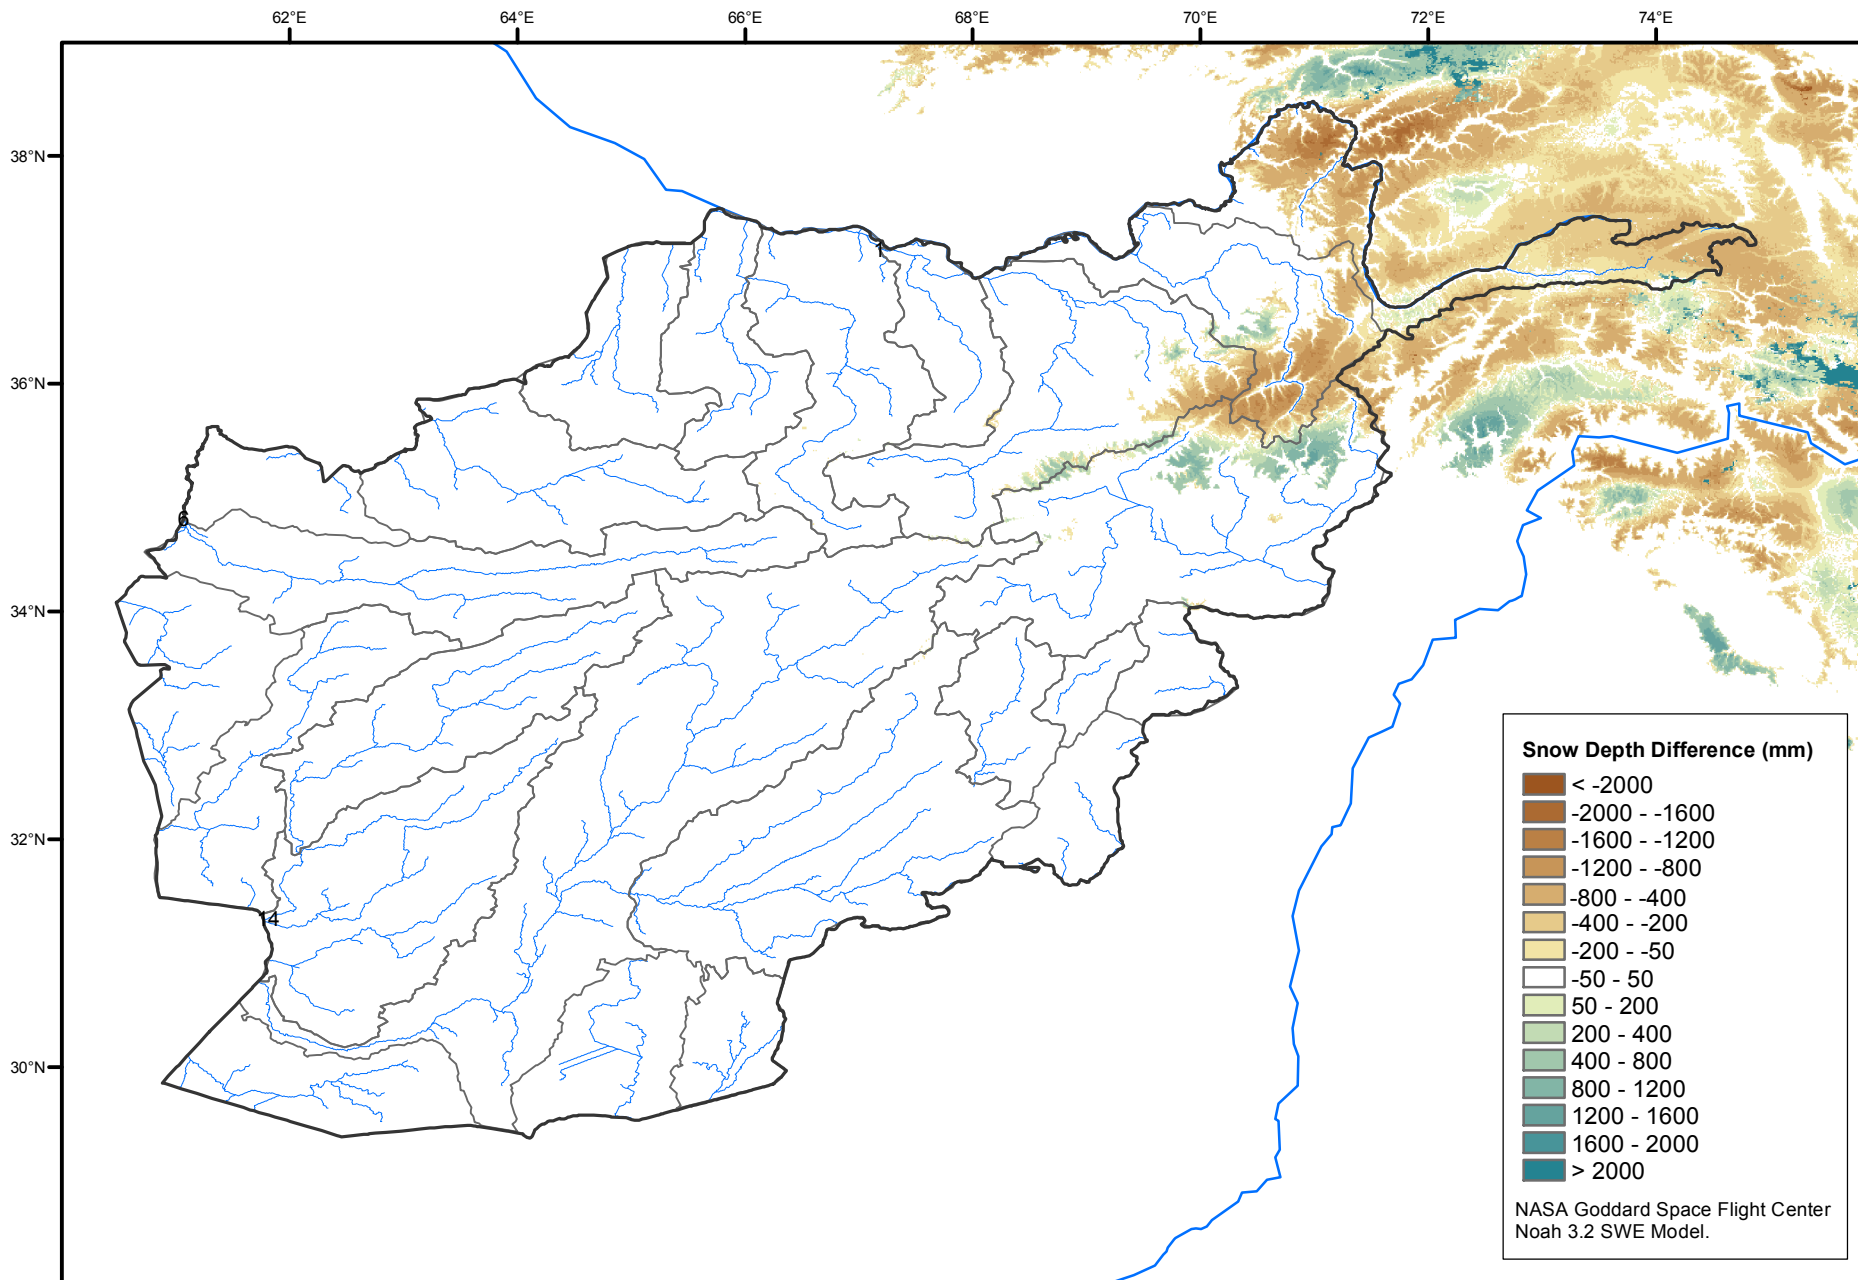 62°E 64°E 66°E 68°E 70°E 72°E 74°E
38°N
36°N
34°N
32°N
30°N
1
6
14
Snow Depth Difference (mm)
< -2000
-2000 - -1600
-1600 - -1200
-1200 - -800
-800 - -400
-400 - -200
-200 - -50
-50 - 50
50 - 200
200 - 400
400 - 800
800 - 1200
1200 - 1600
1600 - 2000
> 2000
NASA Goddard Space Flight Center
Noah 3.2 SWE Model.